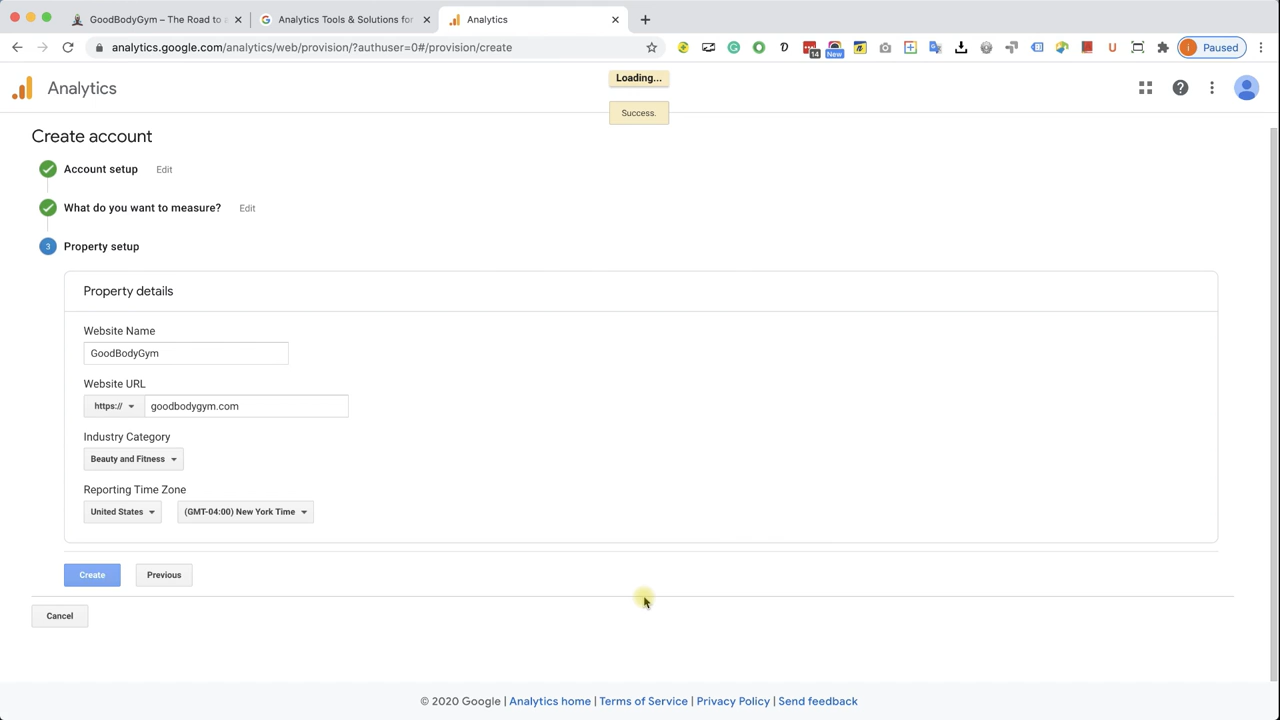 GoodBodyGym – The Road to
Analytics Tools & Solutions for
Analytics
analytics.google.com/analytics/web/provision/?authuser=0#/provision/create
14
New
Paused
Analytics
Loading...
Success.
Create account
Account setup Edit
What do you want to measure? Edit
3 Property setup
Property details
Website Name
GoodBodyGym
Website URL
https:// goodbodygym.com
Industry Category
Beauty and Fitness
Reporting Time Zone
United States (GMT-04:00) New York Time
Create Previous
Cancel
© 2020 Google | Analytics home | Terms of Service | Privacy Policy | Send feedback